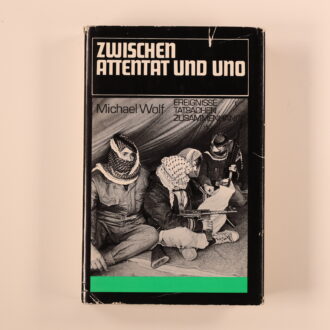 ZWISCHEN
ATTENTAT UND UNO
Michael Wolf
EREIGNISSE
TATSACHEN
ZUSAMMENHÄNGE